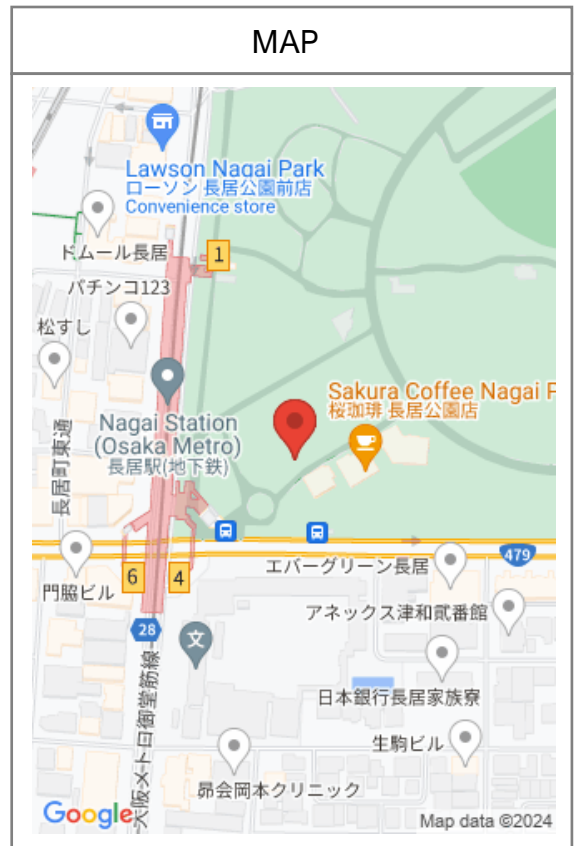 MAP
Lawson Nagai Park
ローソン 長居公園前店
Convenience store
ドムール長居
1
パチンコ123
松すし
Sakura Coffee Nagai P
桜珈琲 長居公園店
Nagai Station
(Osaka Metro)
長居駅(地下鉄)
長居町東通
479
エバーグリーン長居
門脇ビル
6
4
アネックス津和貮番館
28
文
大阪メトロ御堂筋線
日本銀行長居家族寮
生駒ビル
昴会岡本クリニック
Google
Map data ©2024